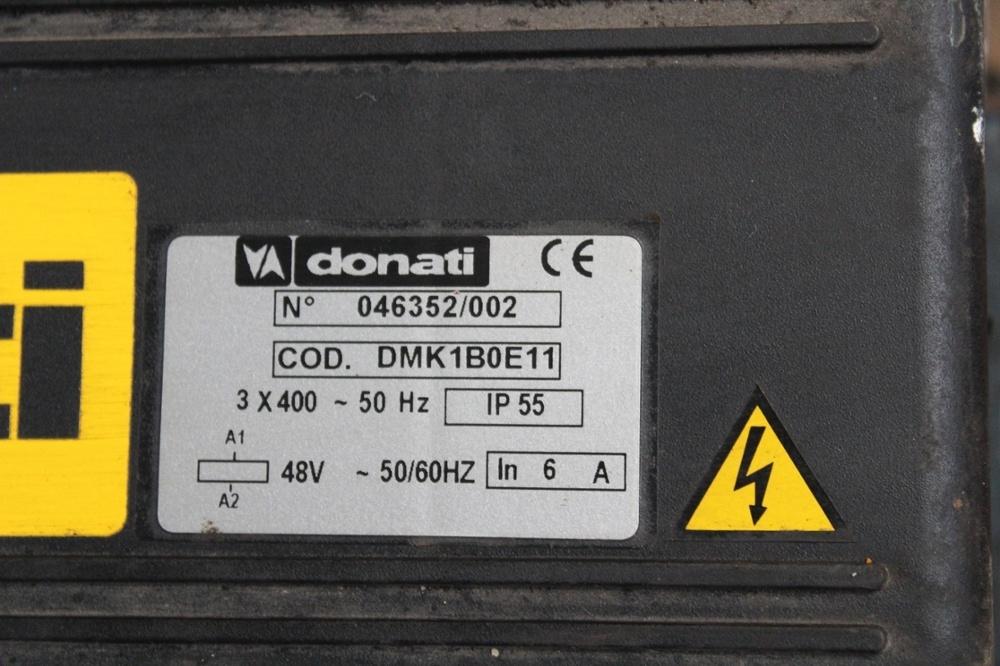 donati CE
N° 046352/002
COD. DMK1B0E11
3 X 400 ~ 50 Hz IP 55
A1
48V ~ 50/60HZ In 6 A
A2
ti